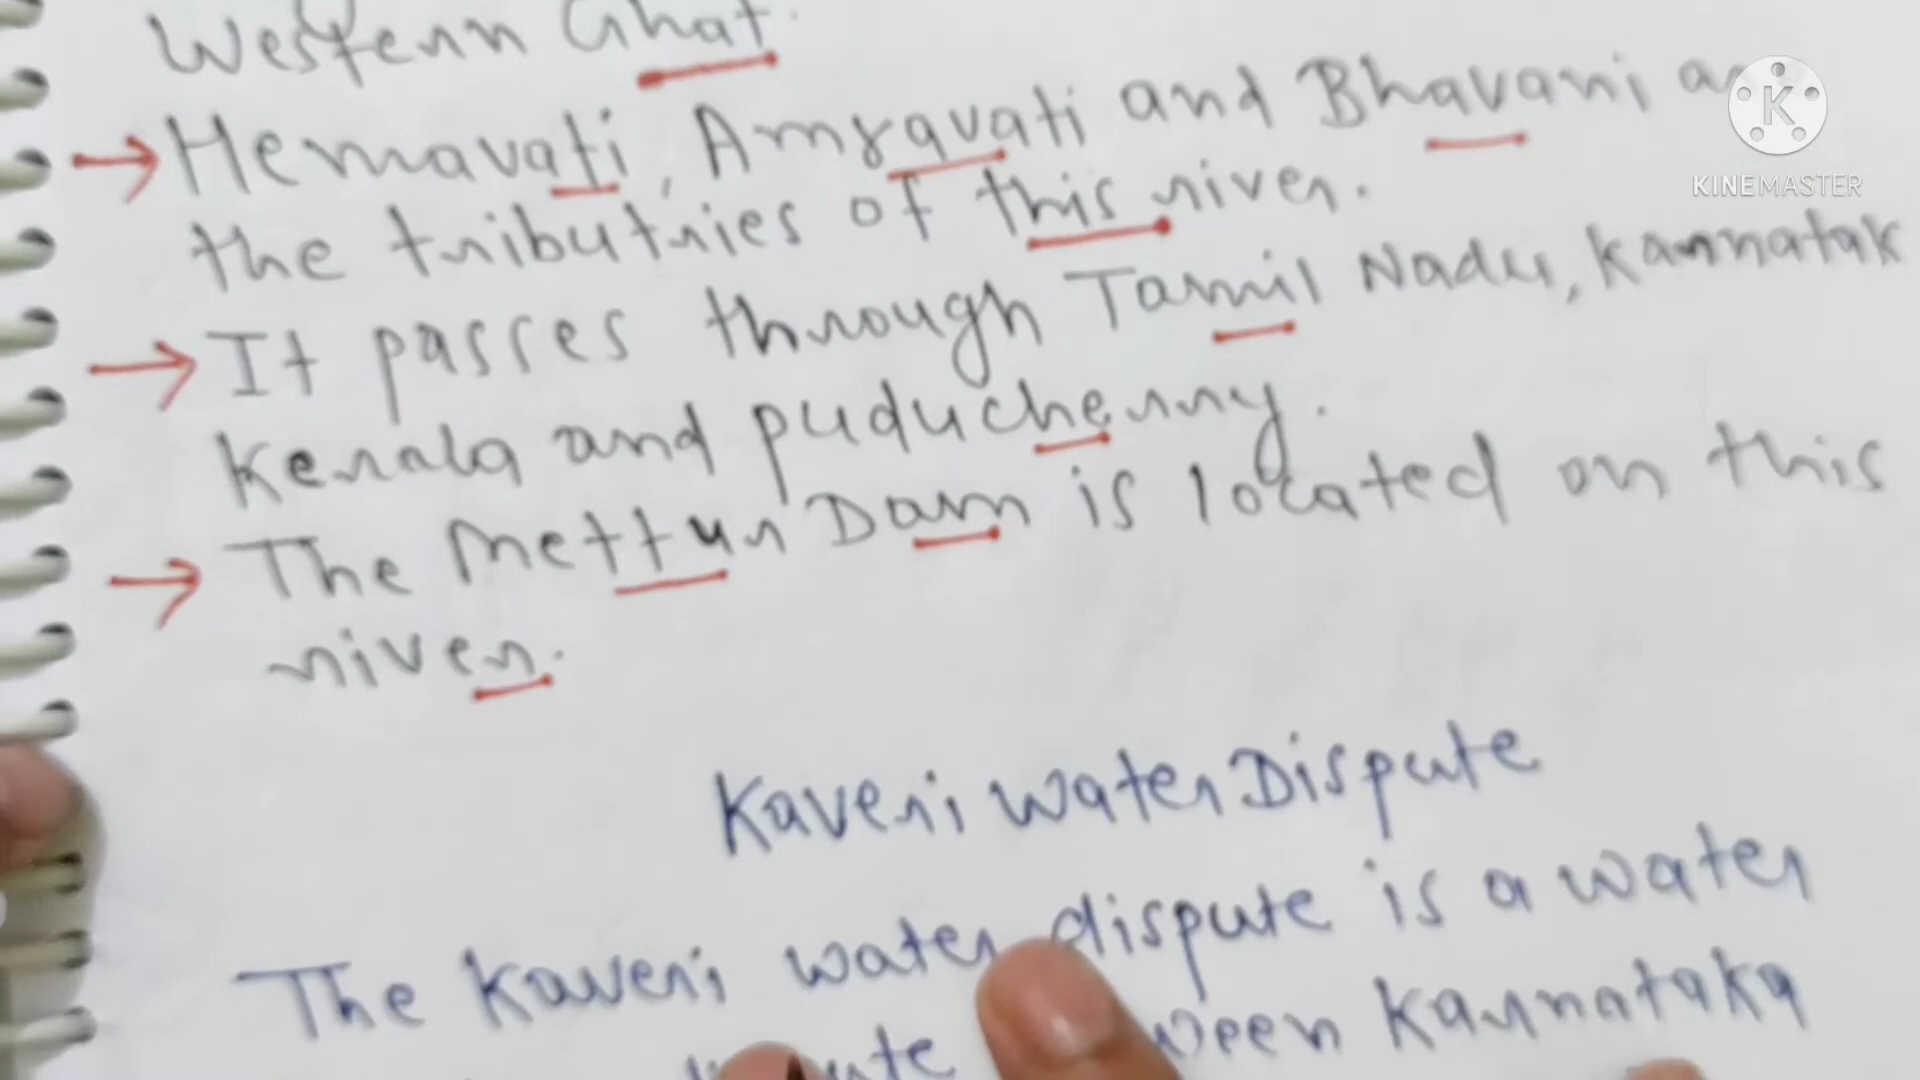 Western Ghat.
Hemavati, Amravati and Bhavani
the tributries of this river.
It passes through Tamil Nadu, Karnatak
Kerala and puducherry.
The Mettur Dam is located on this
river.
Kaveri Water Dispute
The Kaveri water dispute is a water
Karnataka
KINEMASTER